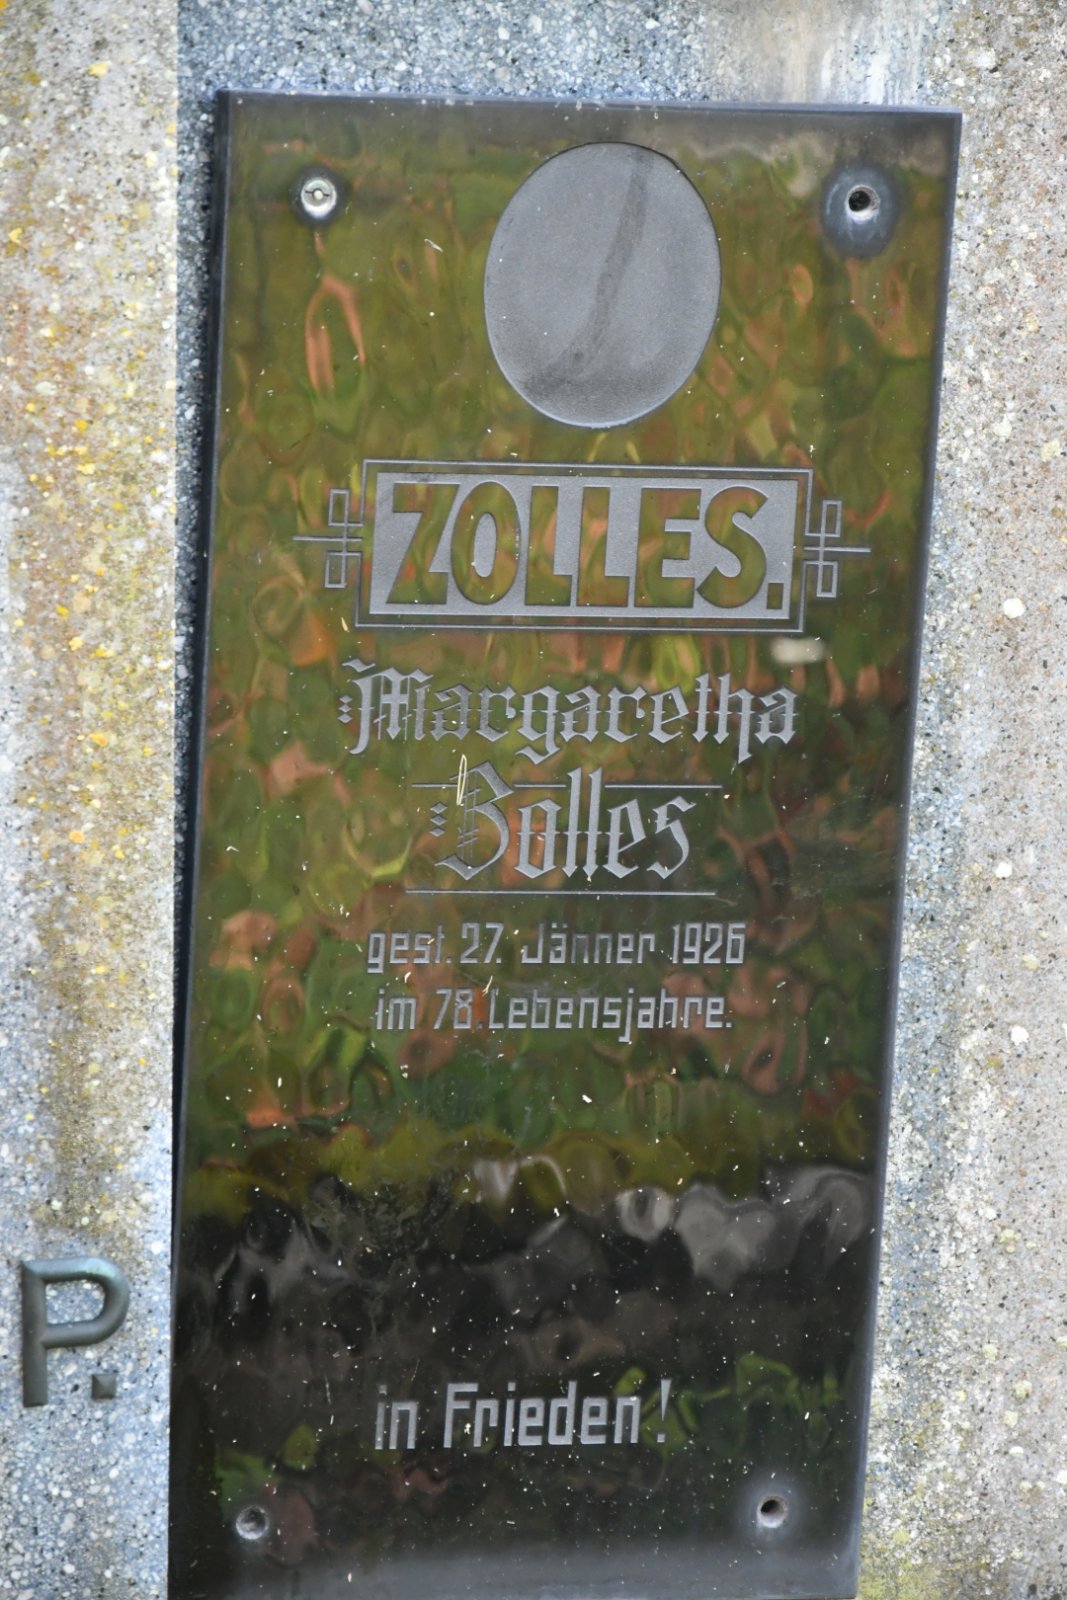 ZOLLES.
Margaretha
Zolles
gest. 27. Jänner 1926
im 78. Lebensjahre.
P.
in Frieden!